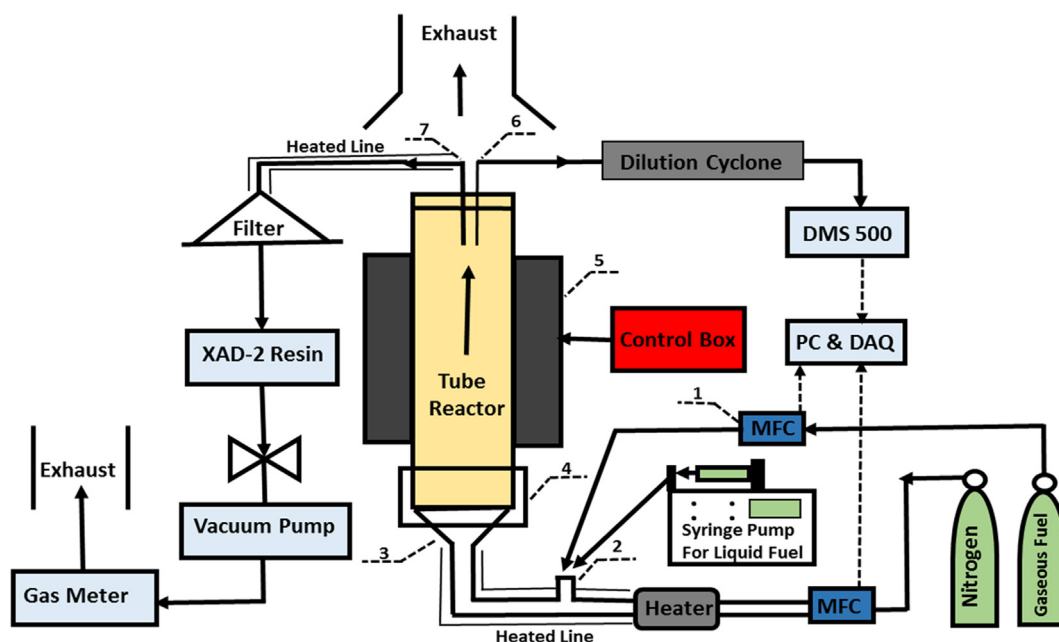 Exhaust
7
6
Heated Line
Dilution Cyclone
Filter
DMS 500
5
XAD-2 Resin
Control Box
PC & DAQ
Tube
Reactor
1
MFC
Exhaust
4
Syringe Pump
For Liquid Fuel
Vacuum Pump
3
2
Nitrogen
Gaseous Fuel
Gas Meter
Heater
MFC
Heated Line